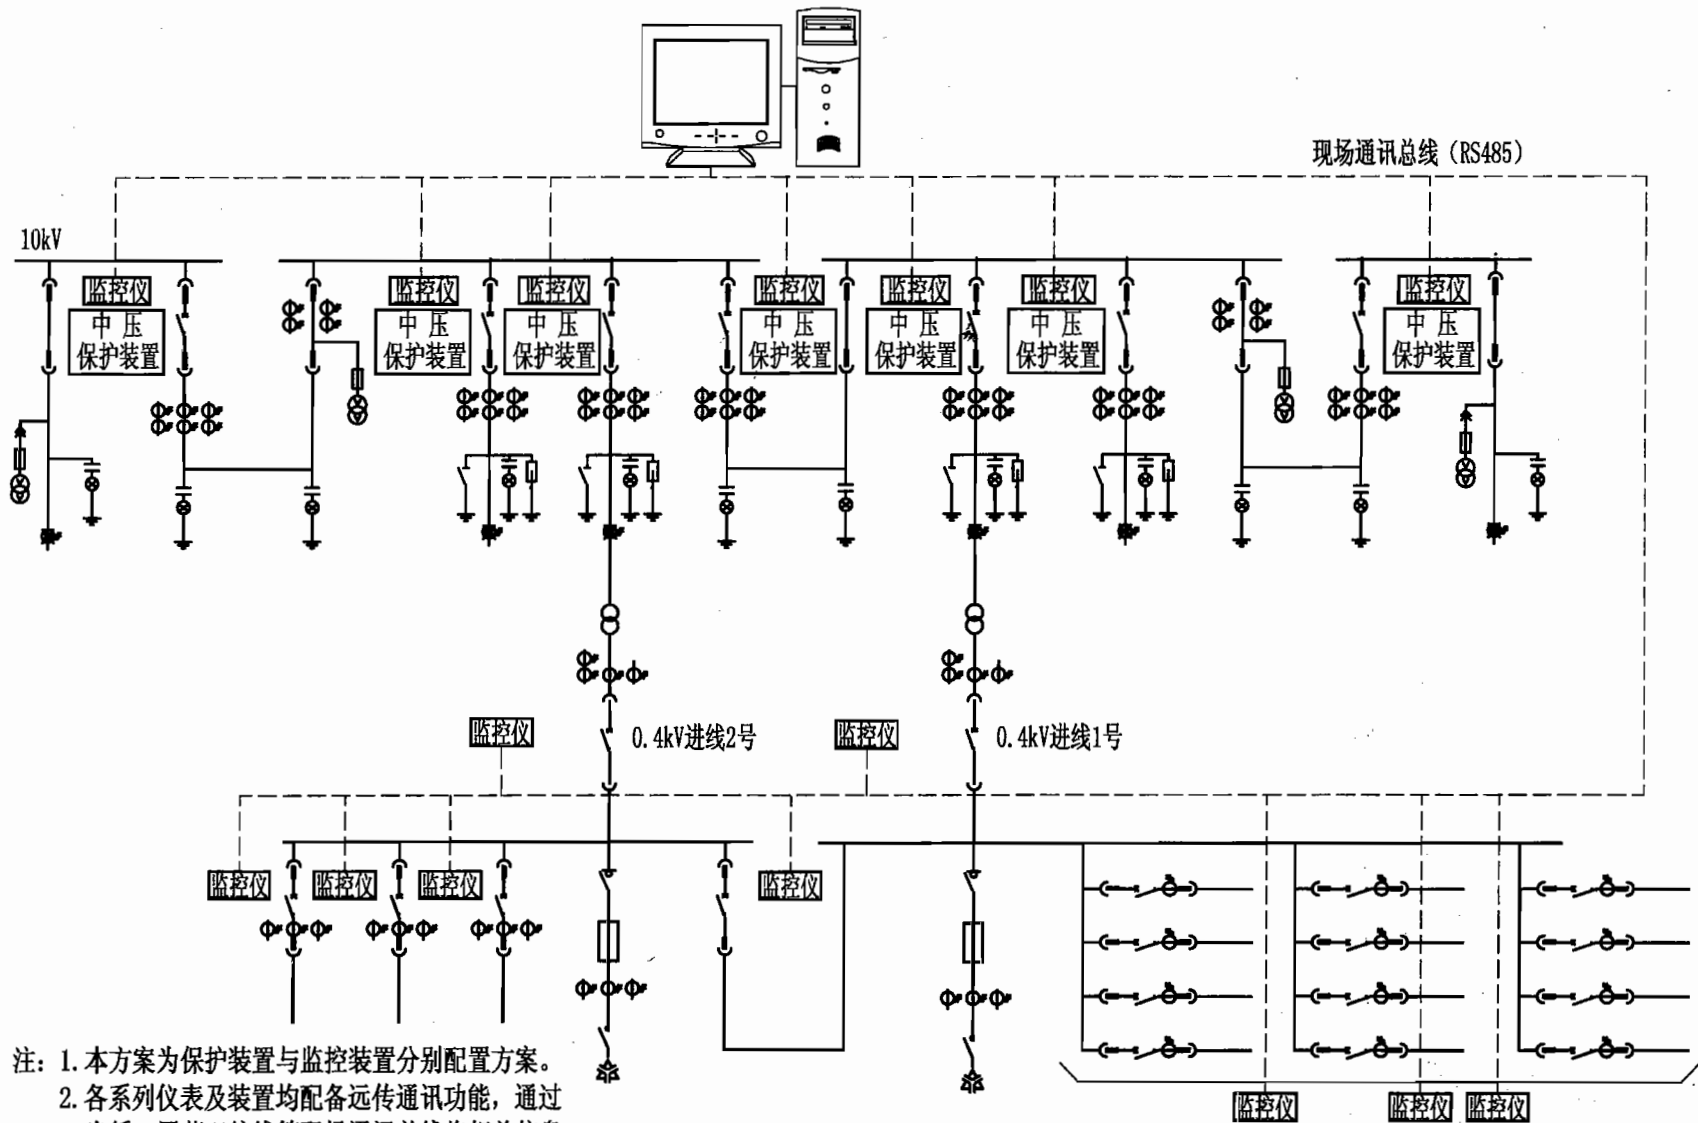 现场通讯总线（RS485）
10kV
监控仪
监控仪
监控仪
监控仪
监控仪
监控仪
监控仪
中 压
保护装置
中 压
保护装置
中 压
保护装置
中 压
保护装置
中 压
保护装置
中 压
保护装置
中 压
保护装置
监控仪
0.4kV进线2号
监控仪
0.4kV进线1号
监控仪
监控仪
监控仪
监控仪
注：1.本方案为保护装置与监控装置分别配置方案。
2.各系列仪表及装置均配备远传通讯功能，通过
监控仪
监控仪
监控仪